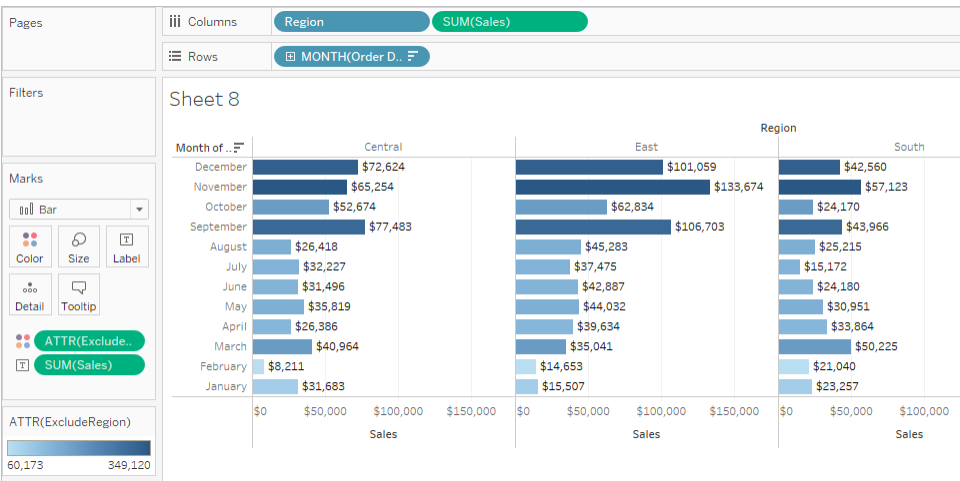 Pages
Columns Region SUM(Sales)
Rows MONTH(Order D..
Filters
Sheet 8
Region
Month of .. Central East South
December $72,624 $101,059 $42,560
November $65,254 $133,674 $57,123
October $52,674 $62,834 $24,170
September $77,483 $106,703 $43,966
August $26,418 $45,283 $25,215
July $32,227 $37,475 $15,172
June $31,496 $42,887 $24,180
May $35,819 $44,032 $30,951
April $26,386 $39,634 $33,864
March $40,964 $35,041 $50,225
February $8,211 $14,653 $21,040
January $31,683 $15,507 $23,257
$0 $50,000 $100,000 $150,000 $0 $50,000 $100,000 $150,000 $0 $50,000 $100,000
Sales Sales Sales
Marks
Bar
Color Size Label
Detail Tooltip
ATTR(Exclude..
SUM(Sales)
ATTR(ExcludeRegion)
60,173 349,120